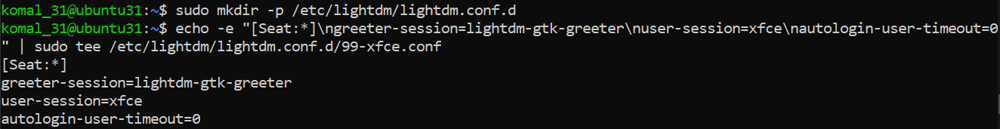 komal_31@ubuntu31:~$ sudo mkdir -p /etc/lightdm/lightdm.conf.d
komal_31@ubuntu31:~$ echo -e "[Seat:*]\ngreeter-session=lightdm-gtk-greeter\nuser-session=xfce\nautologin-user-timeout=0
" | sudo tee /etc/lightdm/lightdm.conf.d/99-xfce.conf
[Seat:*]
greeter-session=lightdm-gtk-greeter
user-session=xfce
autologin-user-timeout=0